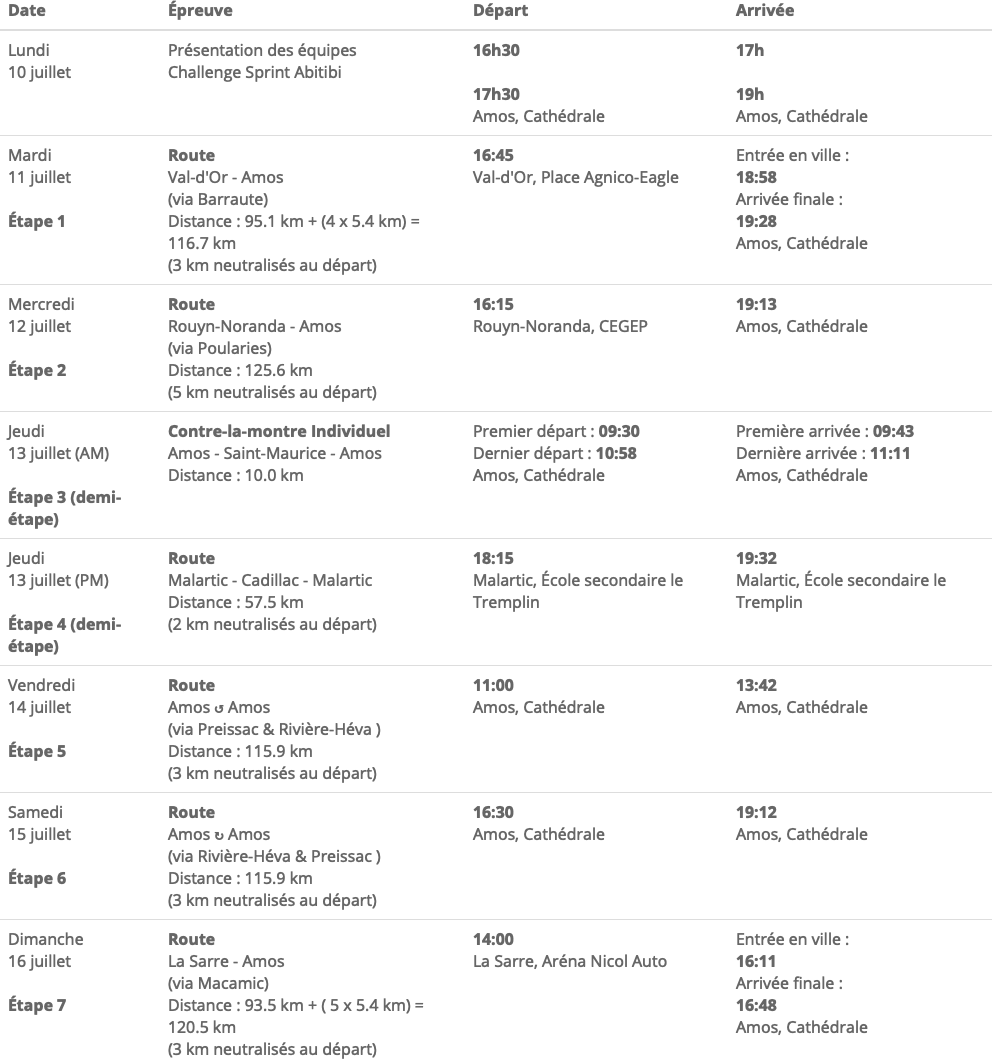 Date Épreuve Départ Arrivée
Lundi Présentation des équipes 16h30 17h
10 juillet Challenge Sprint Abitibi
17h30 19h
Amos, Cathédrale Amos, Cathédrale
Mardi Route 16:45 Entrée en ville :
11 juillet Val-d'Or - Amos Val-d'Or, Place Agnico-Eagle 18:58
(via Barraute) Arrivée finale :
Étape 1 Distance : 95.1 km + (4 x 5.4 km) = 19:28
116.7 km Amos, Cathédrale
(3 km neutralisés au départ)
Mercredi Route 16:15 19:13
12 juillet Rouyn-Noranda - Amos Rouyn-Noranda, CEGEP Amos, Cathédrale
(via Poularies)
Étape 2 Distance : 125.6 km
(5 km neutralisés au départ)
Jeudi Contre-la-montre Individuel Premier départ : 09:30 Première arrivée : 09:43
13 juillet (AM) Amos - Saint-Maurice - Amos Dernier départ : 10:58 Dernière arrivée : 11:11
Distance : 10.0 km Amos, Cathédrale Amos, Cathédrale
Étape 3 (demi-
étape)
Jeudi Route 18:15 19:32
13 juillet (PM) Malartic - Cadillac - Malartic Malartic, École secondaire le Malartic, École secondaire le
Distance : 57.5 km Tremplin Tremplin
Étape 4 (demi- (2 km neutralisés au départ)
étape)
Vendredi Route 11:00 13:42
14 juillet Amos ↺ Amos Amos, Cathédrale Amos, Cathédrale
(via Preissac & Rivière-Héva )
Étape 5 Distance : 115.9 km
(3 km neutralisés au départ)
Samedi Route 16:30 19:12
15 juillet Amos ↻ Amos Amos, Cathédrale Amos, Cathédrale
(via Rivière-Héva & Preissac )
Étape 6 Distance : 115.9 km
(3 km neutralisés au départ)
Dimanche Route 14:00 Entrée en ville :
16 juillet La Sarre - Amos La Sarre, Aréna Nicol Auto 16:11
(via Macamic) Arrivée finale :
Étape 7 Distance : 93.5 km + ( 5 x 5.4 km) = 16:48
120.5 km Amos, Cathédrale
(3 km neutralisés au départ)